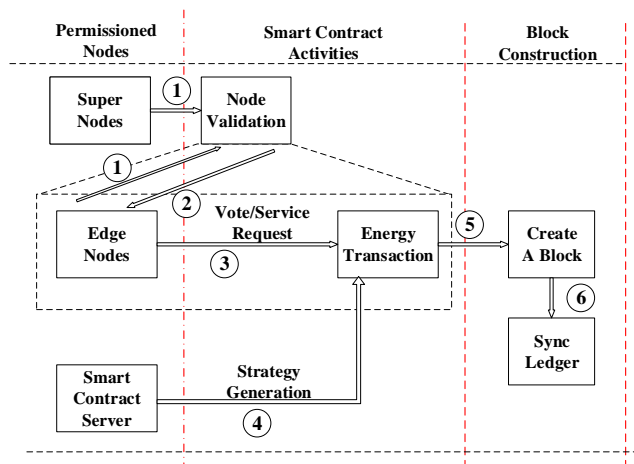 Permissioned
Nodes
Smart Contract
Activities
Block
Construction
Super
Nodes
1
Node
Validation
1
2
Edge
Nodes
Vote/Service
Request
3
Energy
Transaction
5
Create
A Block
6
Sync
Ledger
Smart
Contract
Server
Strategy
Generation
4